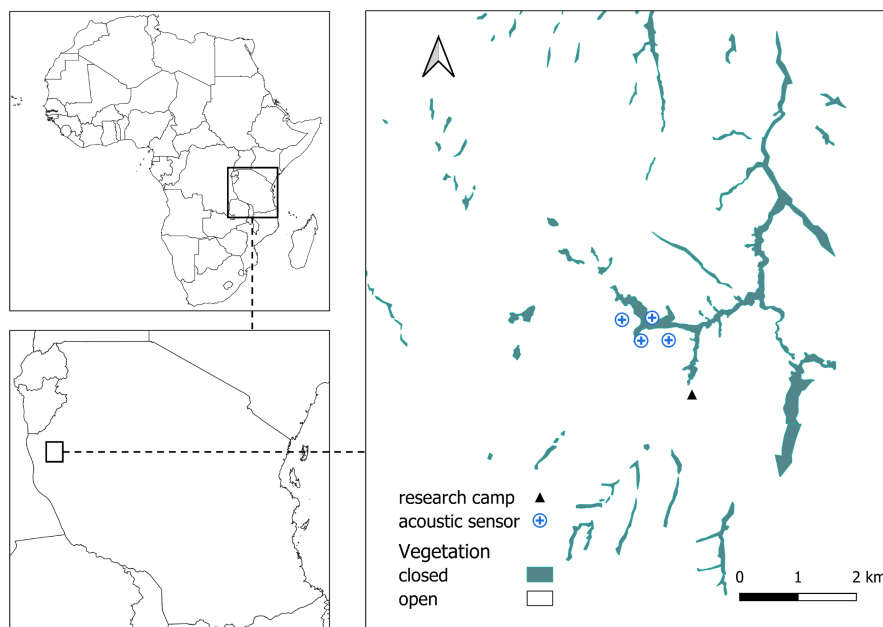 research camp
acoustic sensor
Vegetation
closed
open
0 1 2 km